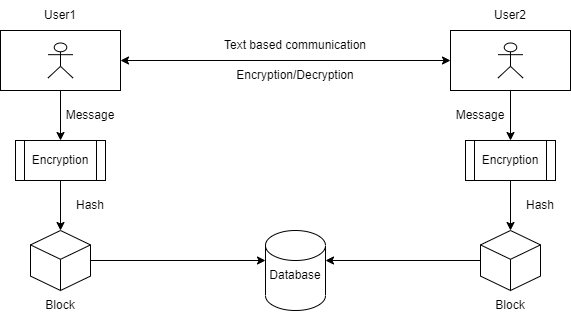 User1
User2
Text based communication
Encryption/Decryption
Message
Message
Encryption
Encryption
Hash
Hash
Database
Block
Block